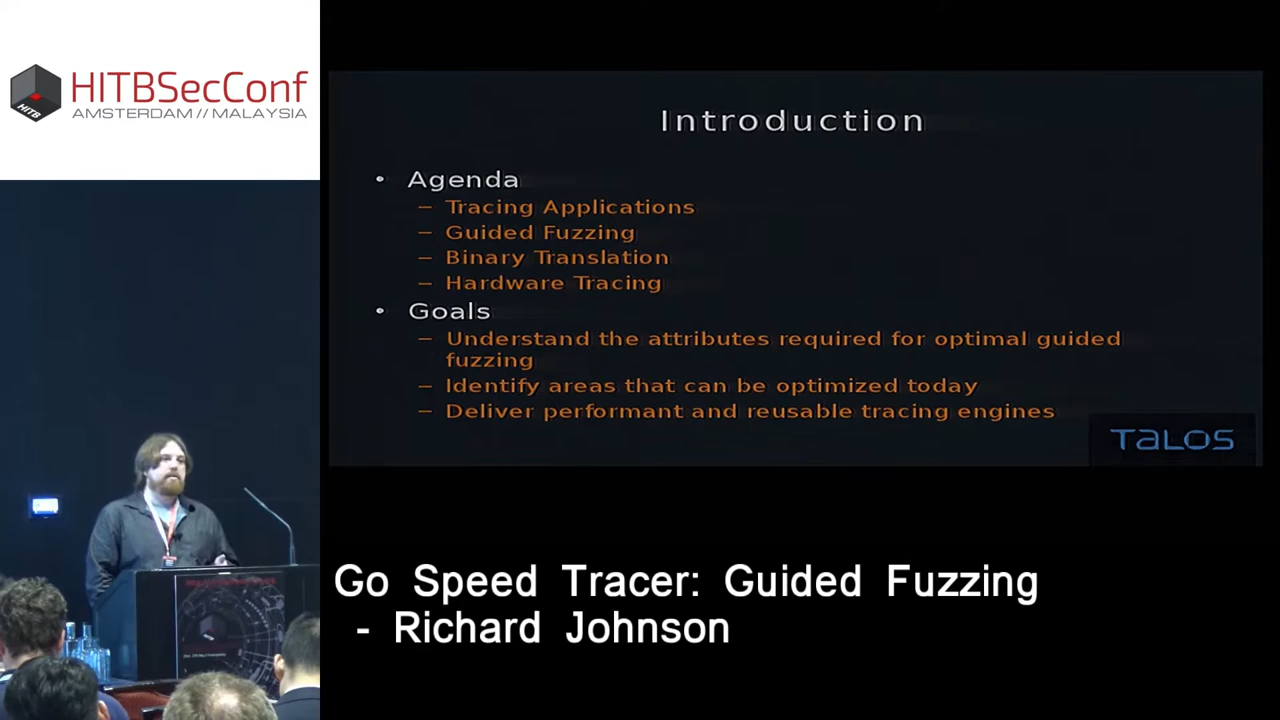 HITBSecConf
AMSTERDAM // MALAYSIA
HITB
Introduction
• Agenda
– Tracing Applications
– Guided Fuzzing
– Binary Translation
– Hardware Tracing
• Goals
– Understand the attributes required for optimal guided
fuzzing
– Identify areas that can be optimized today
– Deliver performant and reusable tracing engines
TALOS
Go Speed Tracer: Guided Fuzzing
- Richard Johnson